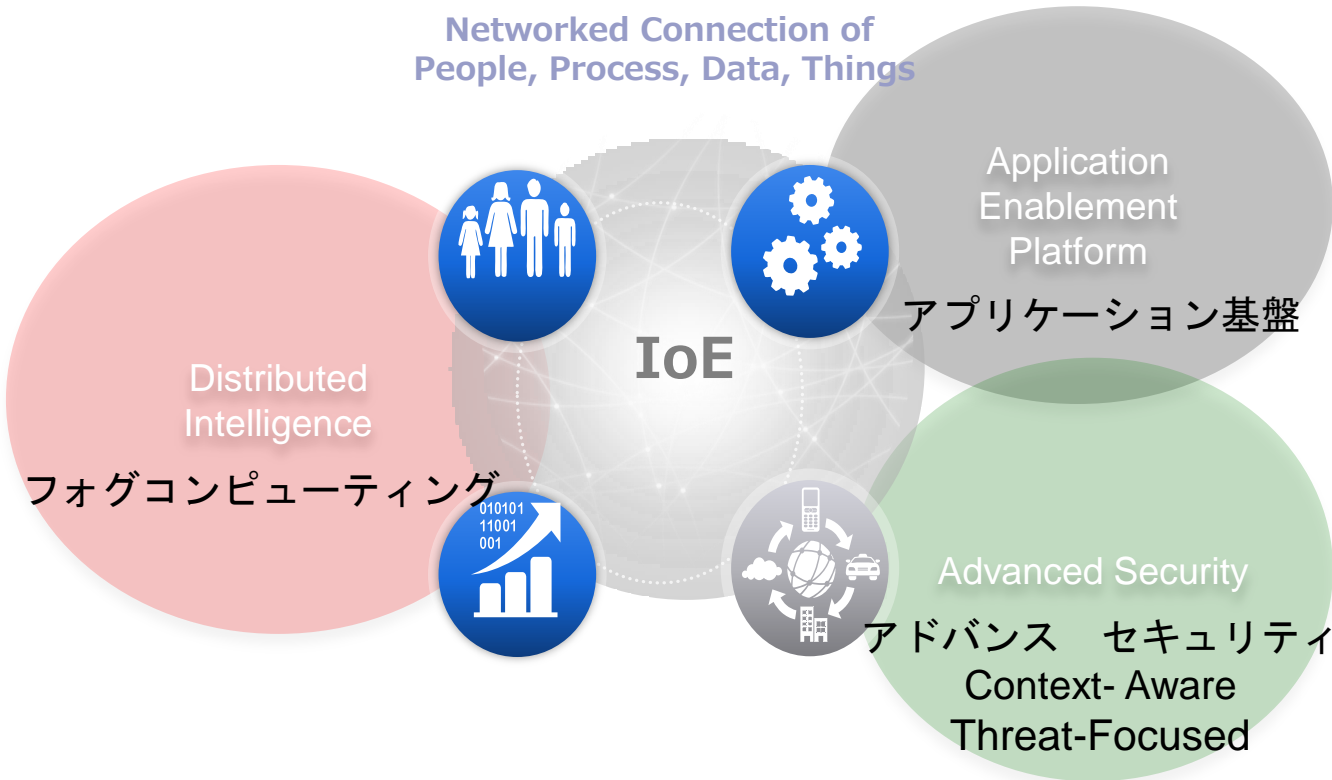 Networked Connection of
People, Process, Data, Things
Application
Enablement
Platform
アプリケーション基盤
IoE
Distributed
Intelligence
フォグコンピューティング
010101
11001
001
Advanced Security
アドバンス　セキュリティ
Context- Aware
Threat-Focused